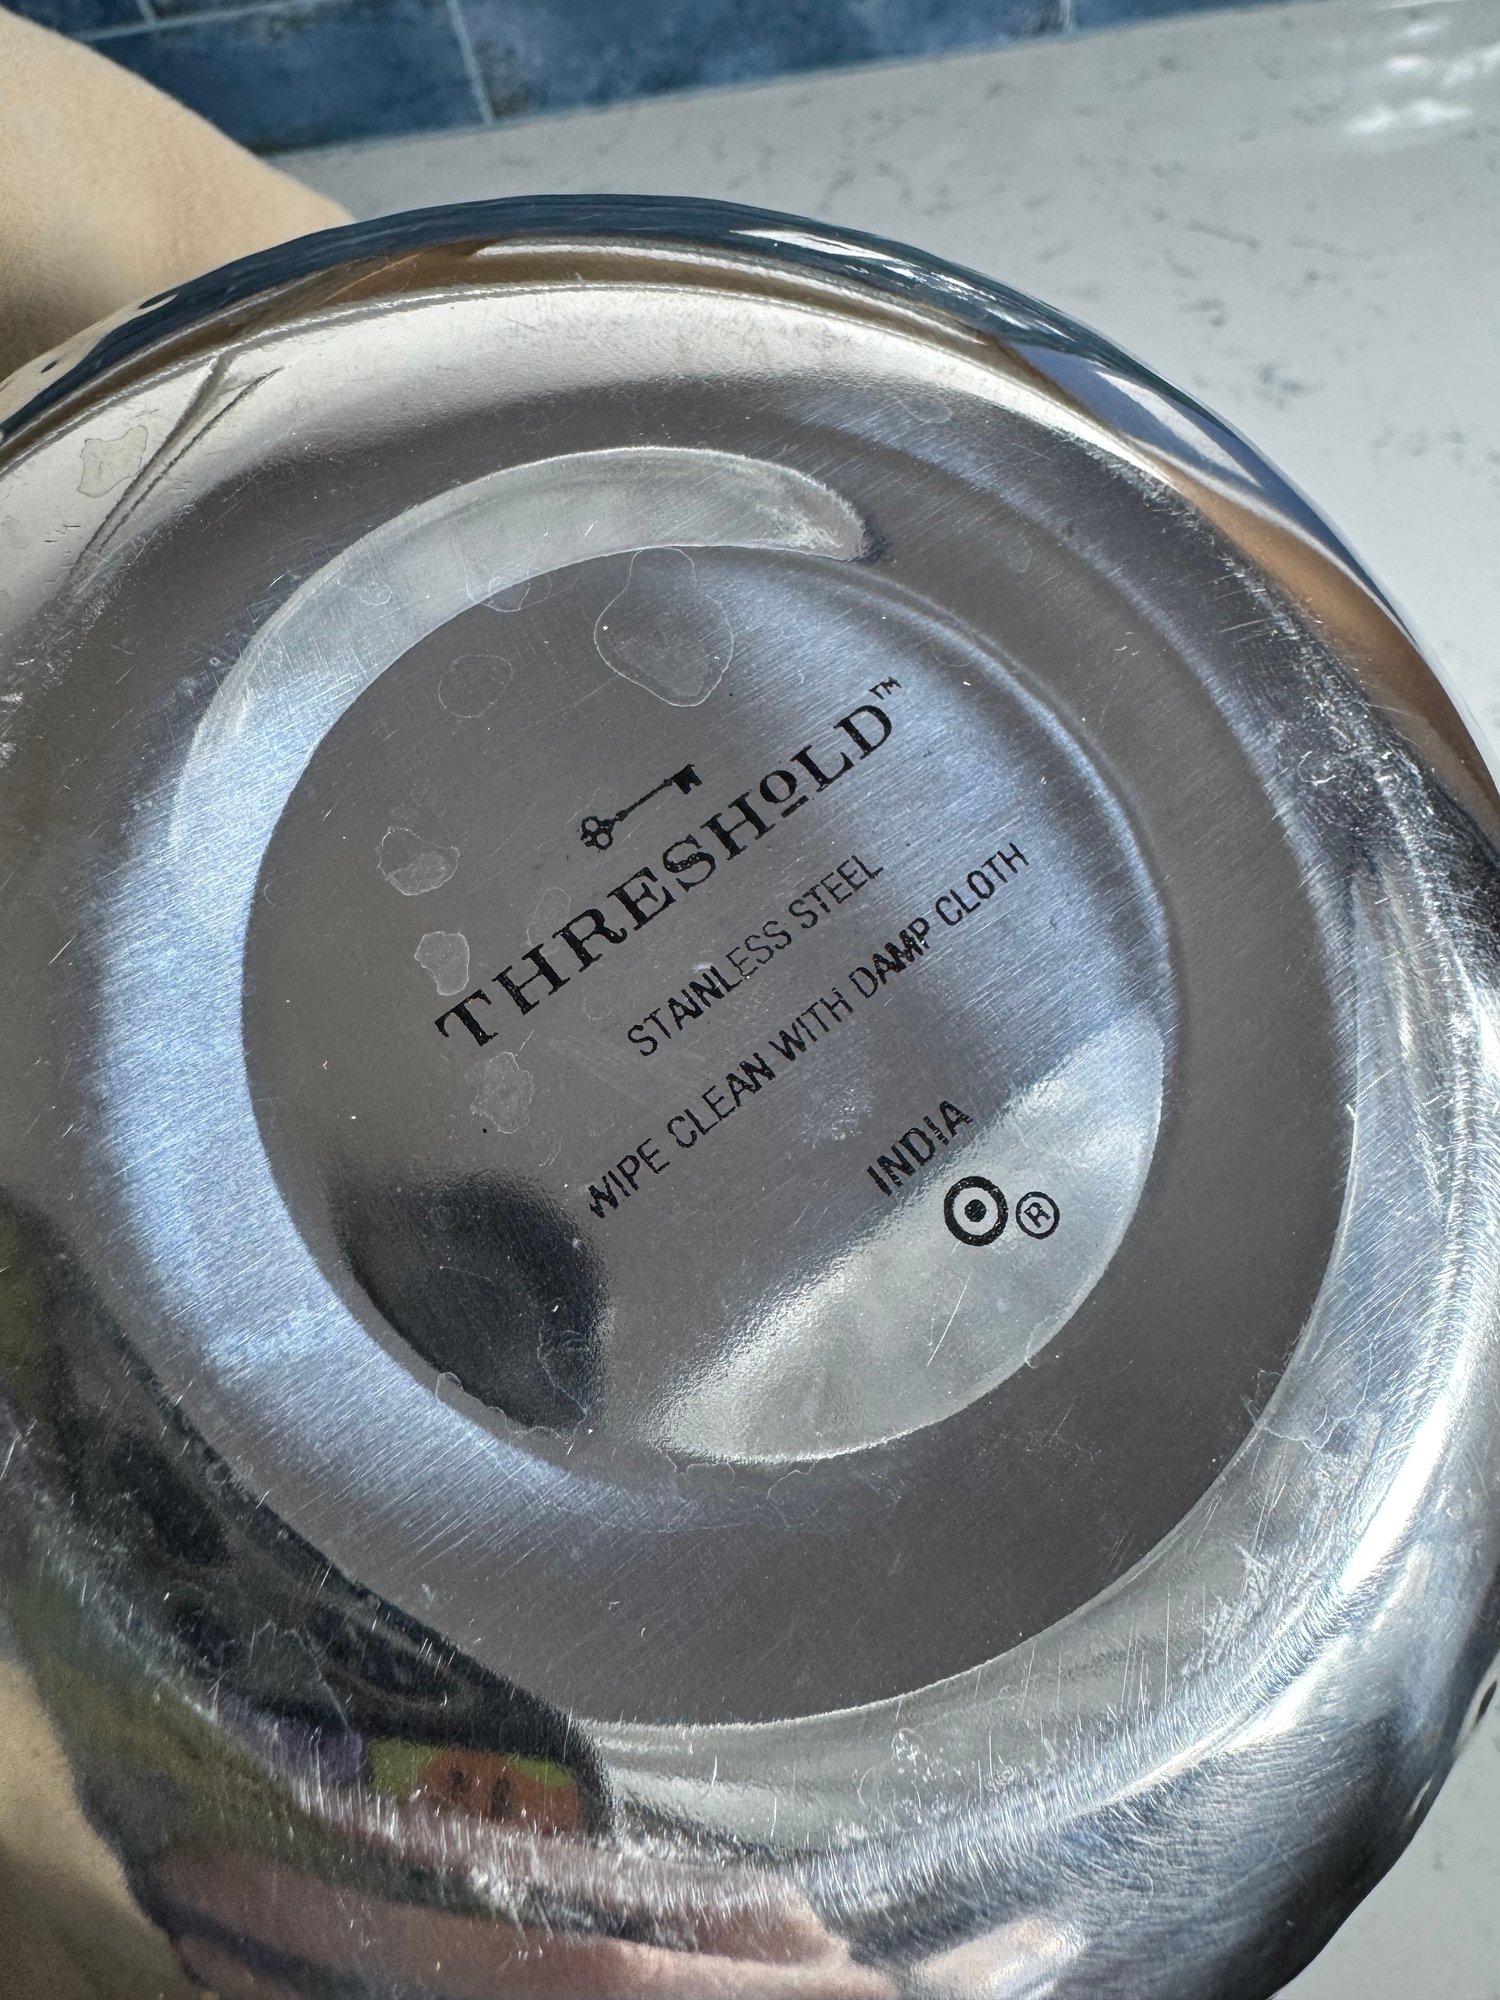 THRESHOLD™
STAINLESS STEEL
WIPE CLEAN WITH DAMP CLOTH
INDIA
®